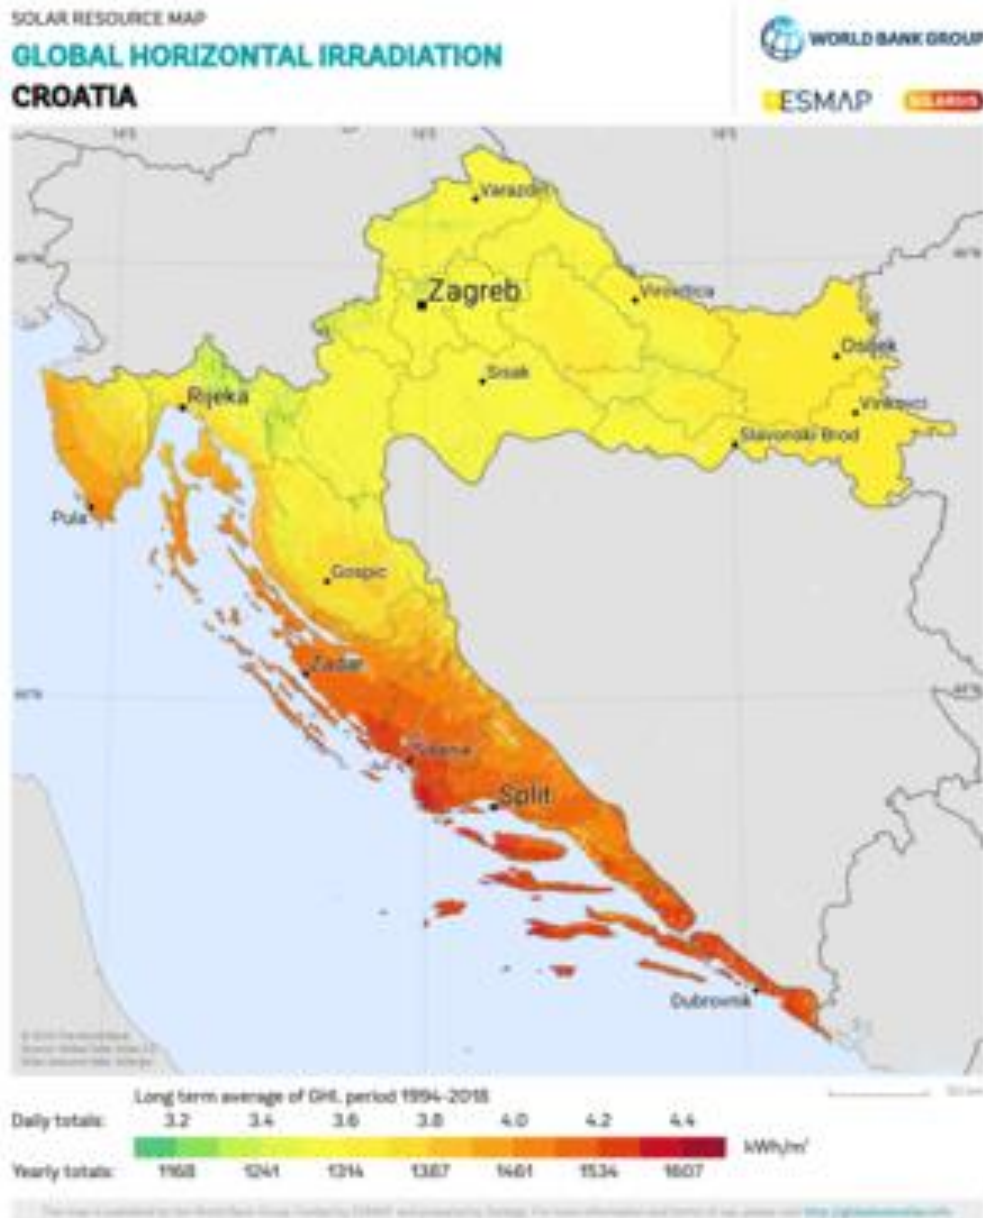 SOLAR RESOURCE MAP
GLOBAL HORIZONTAL IRRADIATION
CROATIA
WORLD BANK GROUP
ESMAP
SOLARGIS
Varazdin
Zagreb
Virovitica
Osijek
Sisak
Rijeka
Vinkovci
Slavonski Brod
Pula
Gospic
Zadar
Split
Dubrovnik
Long term average of GHI, period 1994-2018
Daily totals: 3.2 3.4 3.6 3.8 4.0 4.2 4.4
kWh/m²
Yearly totals: 1168 1241 1314 1387 1461 1534 1607